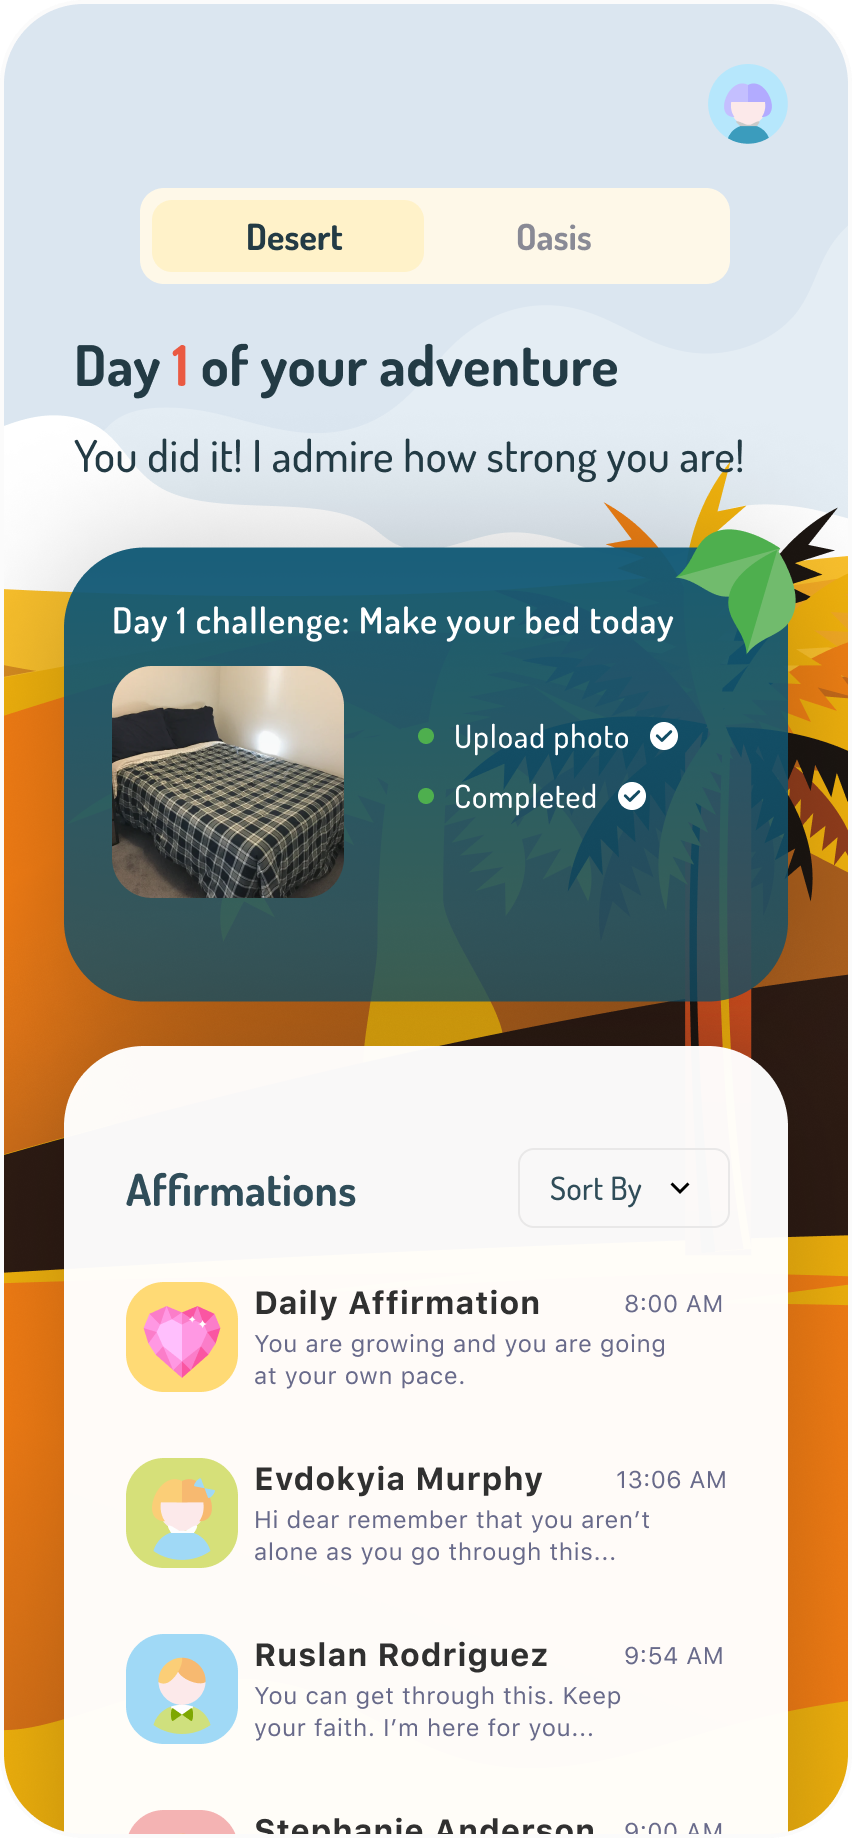 Desert
Oasis
Day 1 of your adventure
You did it! I admire how strong you are!
Day 1 challenge: Make your bed today
Upload photo
Completed
Affirmations
Sort By
Daily Affirmation
8:00 AM
You are growing and you are going
at your own pace.
Evdokyia Murphy
13:06 AM
Hi dear remember that you aren't
alone as you go through this...
Ruslan Rodriguez
9:54 AM
You can get through this. Keep
your faith. I'm here for you...
Stephanie Anderson
9:00 AM